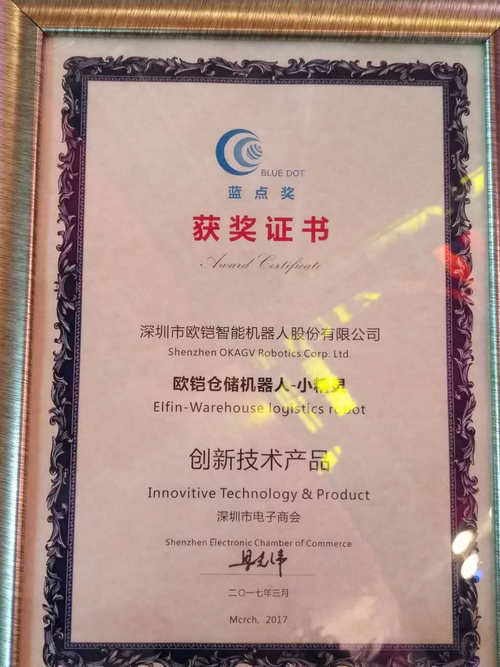 BLUE DOT
蓝点奖
获奖证书
Award Certificate
深圳市欧铠智能机器人股份有限公司
Shenzhen OKAGV Robotics Corp. Ltd.
欧铠仓储机器人-小精灵
Elfin-Warehouse logistics robot
创新技术产品
Innovitive Technology & Product
深圳市电子商会
Shenzhen Electronic Chamber of Commerce
二〇一七年三月
Mcrch, 2017